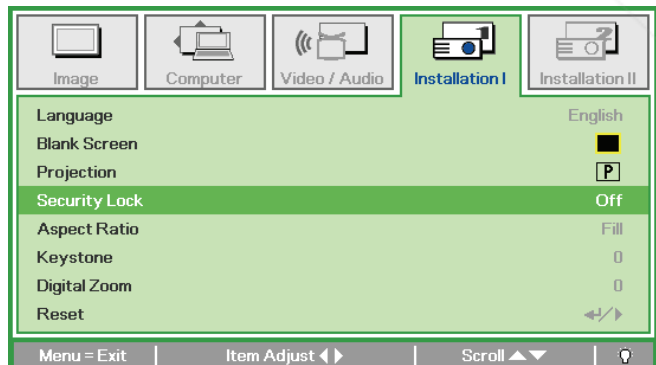 Image Computer Video / Audio Installation I Installation II
Language English
Blank Screen
Projection P
Security Lock Off
Aspect Ratio Fill
Keystone 0
Digital Zoom 0
Reset
Menu = Exit Item Adjust Scroll